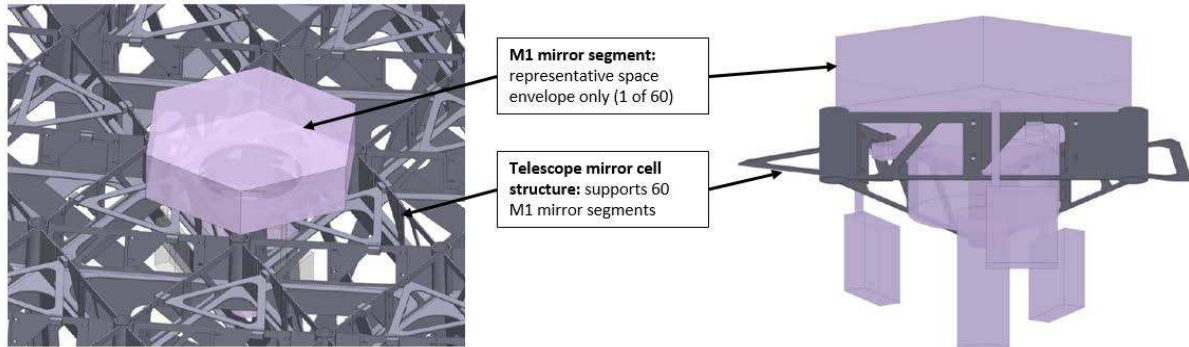 M1 mirror segment:
representative space
envelope only (1 of 60)
Telescope mirror cell
structure: supports 60
M1 mirror segments